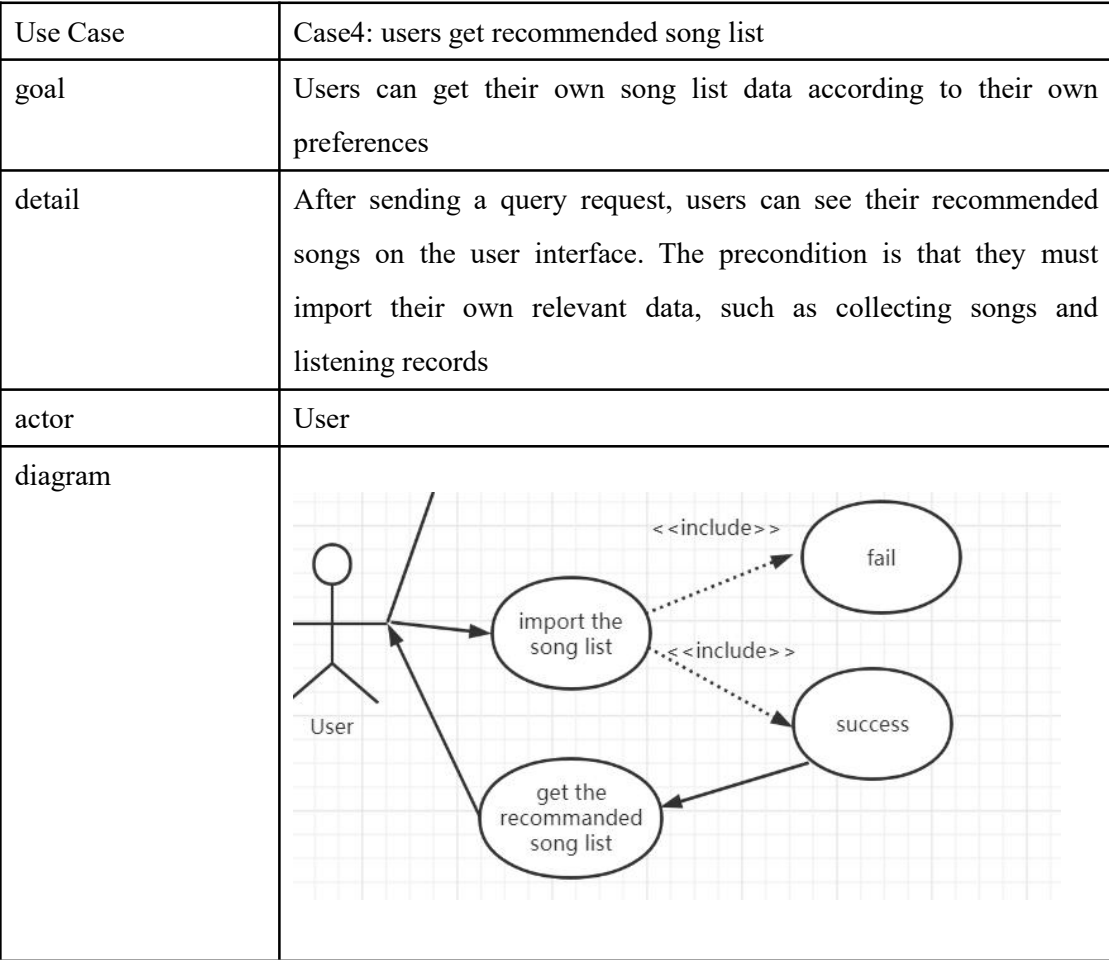 Use Case
Case4: users get recommended song list
goal
Users can get their own song list data according to their own
preferences
detail
After sending a query request, users can see their recommended
songs on the user interface. The precondition is that they must
import their own relevant data, such as collecting songs and
listening records
actor
User
diagram
<<include>>
fail
import the
song list
<<include>>
success
User
get the
recommanded
song list